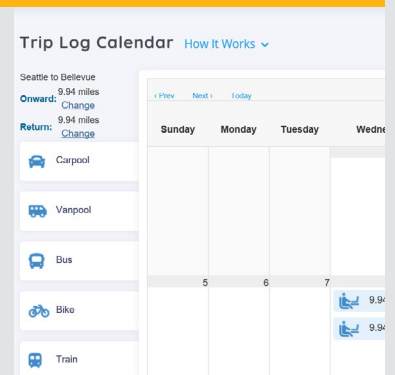 Trip Log Calendar How It Works
Seattle to Bellevue
Onward: 9.94 miles
Change
Return: 9.94 miles
Change
‹ Prev Next › Today
Sunday Monday Tuesday Wedne
Carpool
Vanpool
Bus
5 6 7
9.94
Bike
9.94
Train